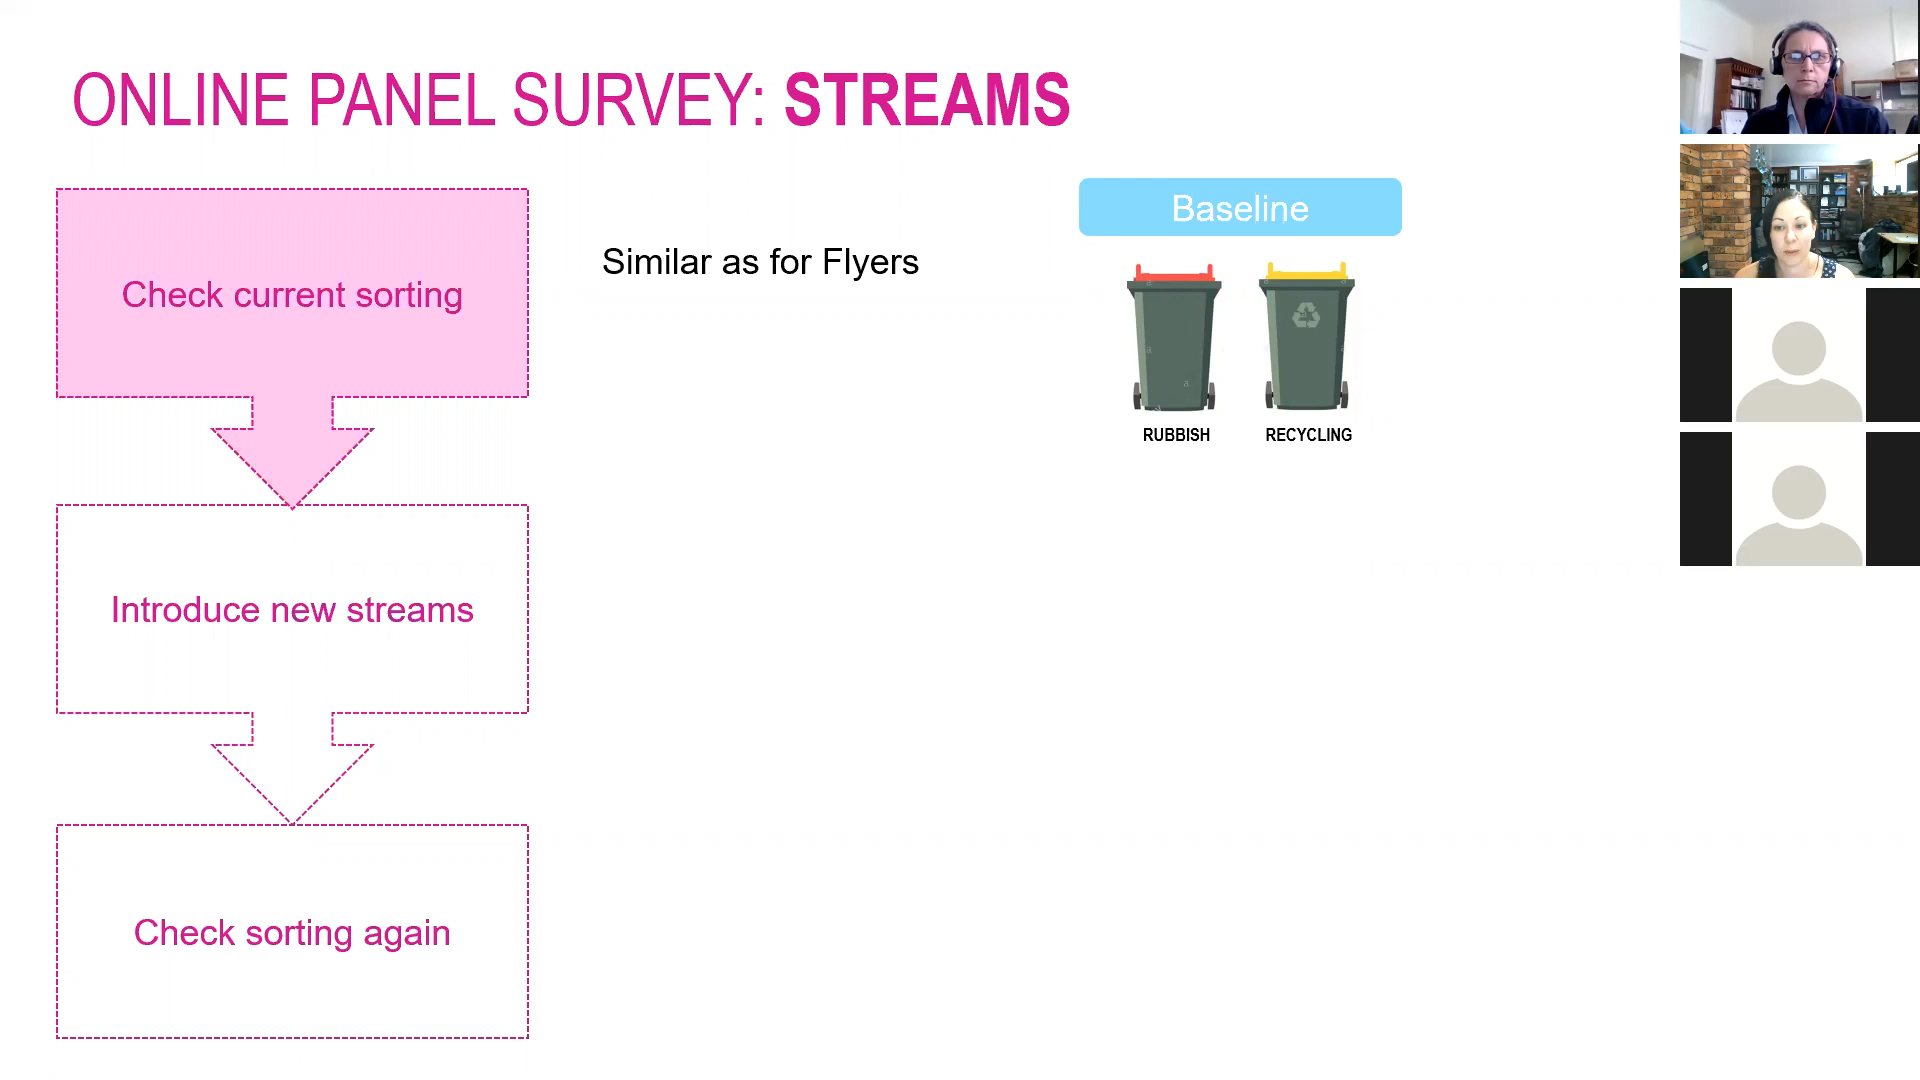 ONLINE PANEL SURVEY: STREAMS
Check current sorting
Similar as for Flyers
Baseline
RUBBISH
RECYCLING
Introduce new streams
Check sorting again